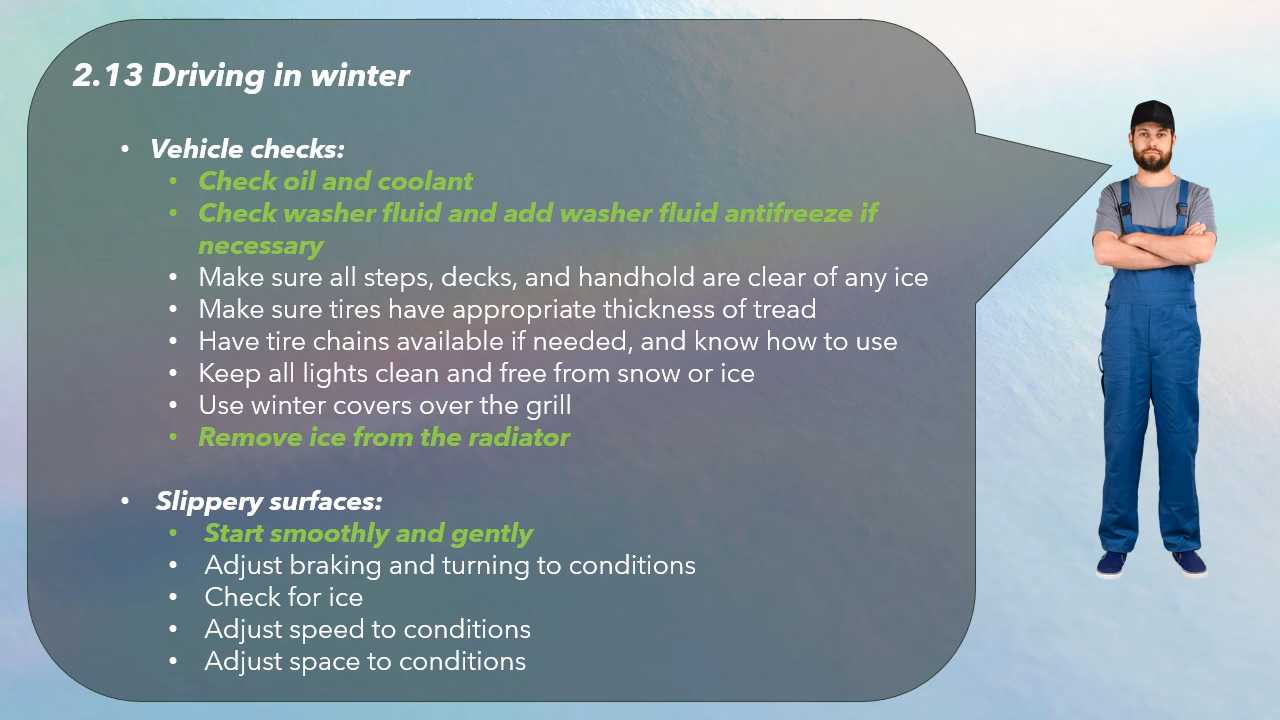 2.13 Driving in winter
• Vehicle checks:
• Check oil and coolant
• Check washer fluid and add washer fluid antifreeze if
necessary
• Make sure all steps, decks, and handhold are clear of any ice
• Make sure tires have appropriate thickness of tread
• Have tire chains available if needed, and know how to use
• Keep all lights clean and free from snow or ice
• Use winter covers over the grill
• Remove ice from the radiator
• Slippery surfaces:
• Start smoothly and gently
• Adjust braking and turning to conditions
• Check for ice
• Adjust speed to conditions
• Adjust space to conditions